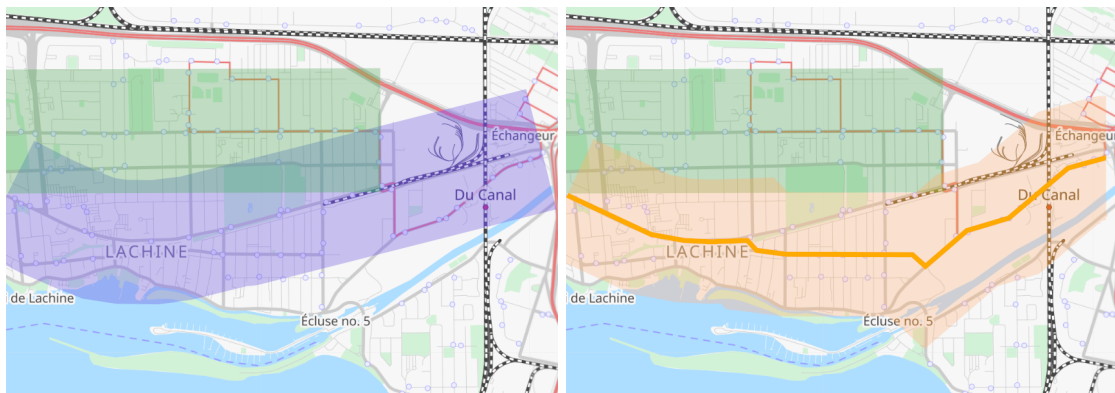 Échangeur
Du Canal
LACHINE
de Lachine
Écluse no. 5
Échangeur
Du Canal
LACHINE
de Lachine
Écluse no. 5